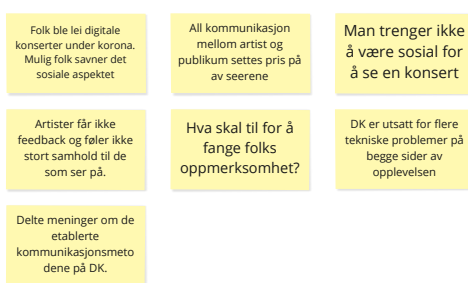 Folk ble lei digitale
konserter under korona.
Mulig folk savner det
sosiale aspektet
All kommunikasjon
mellom artist og
publikum settes pris på
av seerene
Man trenger ikke
å være sosial for
å se en konsert
Artister får ikke
feedback og føler ikke
stort samhold til de
som ser på.
Hva skal til for å
fange folks
oppmerksomhet?
DK er utsatt for flere
tekniske problemer på
begge sider av
opplevelsen
Delte meninger om de
etablerte
kommunikasjonsmeto
dene på DK.